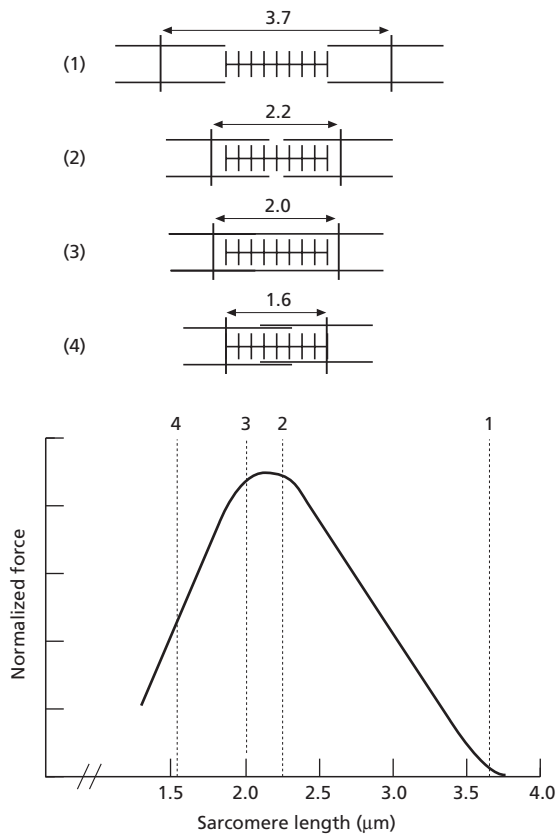 3.7
(1)
2.2
(2)
2.0
(3)
1.6
(4)
4 3 2 1
Normalized force
1.5 2.0 2.5 3.0 3.5 4.0
Sarcomere length (μm)